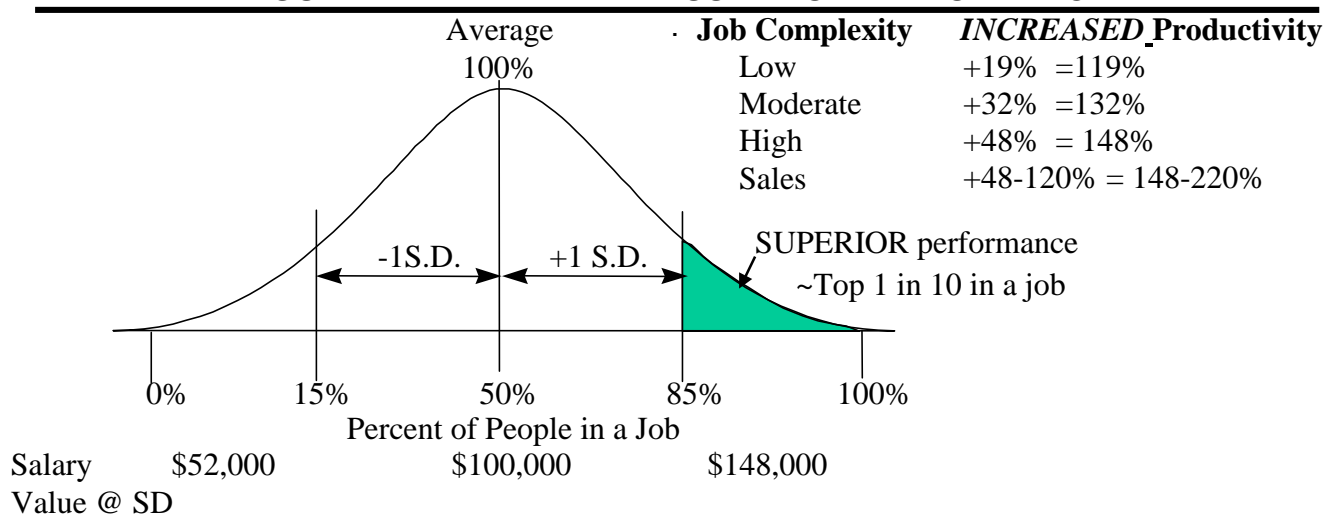 Average . Job Complexity INCREASED Productivity
100% Low +19% =119%
Moderate +32% =132%
High +48% = 148%
Sales +48-120% = 148-220%
SUPERIOR performance
-1S.D. +1 S.D.
~Top 1 in 10 in a job
0% 15% 50% 85% 100%
Percent of People in a Job
Salary $52,000 $100,000 $148,000
Value @ SD